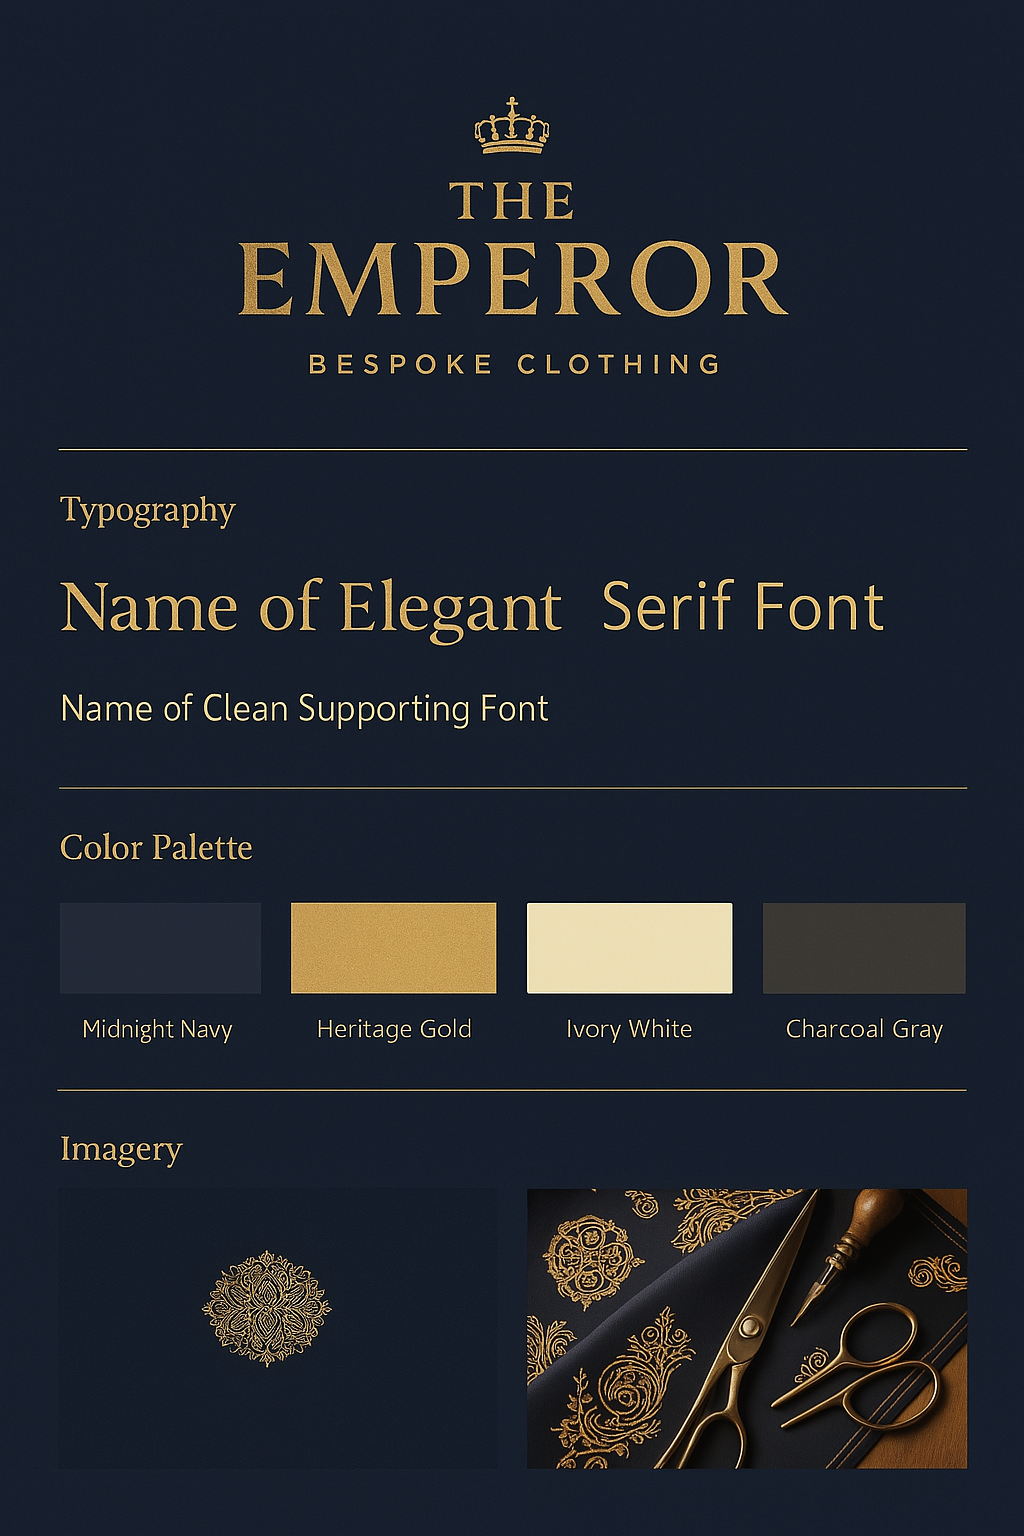 THE
EMPEROR
BESPOKE CLOTHING
Typography
Name of Elegant Serif Font
Name of Clean Supporting Font
Color Palette
Midnight Navy
Heritage Gold
Ivory White
Charcoal Gray
Imagery